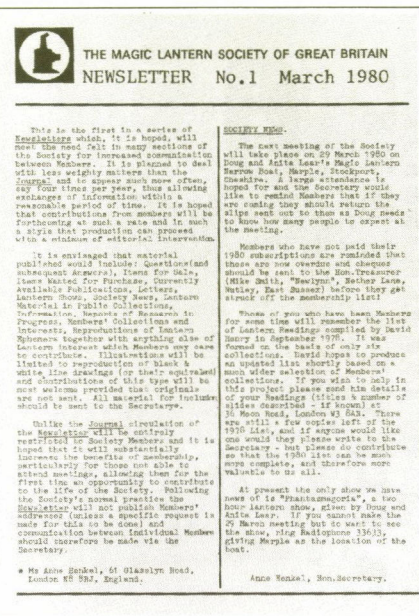 THE MAGIC LANTERN SOCIETY OF GREAT BRITAIN
NEWSLETTER No.1 March 1980
This is the first in a series of
Newsletters which, it is hoped, will
meet the need felt in many sections of
the Society for increased communication
between Members. It is planned to deal
with less weighty matters than the
Journal and to appear much more often,
say four times per year, thus allowing
exchanges of information within a
reasonable period of time. It is hoped
that contributions from members will be
forthcoming at such a rate and in such
a style that production can proceed
with a minimum of editorial intervention.
It is envisaged that material
published would include: Questions(and
subsequent Answers), Items for Sale,
Items Wanted for Purchase, Currently
Available Publications, Letters,
Lantern Shows, Society News, Lantern
Material in Public Collections,
Information, Reports of Research in
Progress, Members' Collections and
Interests, Reproductions of Lantern
Ephemera together with anything else of
Lantern interest which Members may care
to contribute. Illustrations will be
limited to reproduction of black &
white line drawings (or their equivalent)
and contributions of this type will be
most welcome provided that originals
are not sent. All material for inclusion
should be sent to the Secretary*.
Unlike the Journal circulation of
the Newsletter will be entirely
restricted to Society Members and it is
hoped that it will substantially
increase the benefits of membership,
particularly for those not able to
attend meetings, allowing them for the
first time an opportunity to contribute
to the life of the Society. Following
the Society's normal practice the
Newsletter will not publish Members'
addresses (unless a specific request is
made for this to be done) and
communication between individual Members
should therefore be made via the
Secretary.
* Ms Anne Henkel, 61 Glaselyn Road,
London N8 8RJ, England.
SOCIETY NEWS.
The next meeting of the Society
will take place on 29 March 1980 on
Doug and Anita Lear's Magic Lantern
Narrow Boat, Marple, Stockport,
Cheshire. A large attendance is
hoped for and the Secretary would
like to remind Members that if they
are coming they should return the
slips sent out to them as Doug needs
to know how many people to expect at
the meeting.
Members who have not paid their
1980 subscriptions are reminded that
these are now overdue and cheques
should be sent to the Hon.Treasurer
(Mike Smith, "Newlynn", Nether Lane,
Nutley, East Sussex) before they get
struck off the membership list!
Those of you who have been Members
for some time will remember the list
of Lantern Readings compiled by David
Henry in September 1978. It was
formed on the basis of only six
collections. David hopes to produce
an updated list shortly based on a
much wider selection of Members'
collections. If you wish to help in
this project please send him details
of your Readings (titles & number of
slides described - if known) at
Road, London W3 8AN. There
are still a few copies left of the
1978 List, and if anyone would like
one would they please write to the
Secretary - but please do contribute
so that the 1980 list can be much
more complete, and therefore more
valuable to us all.
At present the only show we have
news of is "Phantasmagoria", a two
hour lantern show, given by Doug and
Anita Lear. If you cannot make the
29 March meeting but do want to see
the show, ring Radiophone 33633,
giving Marple as the location of the
boat.
Anne Henkel, Hon.Secretary.